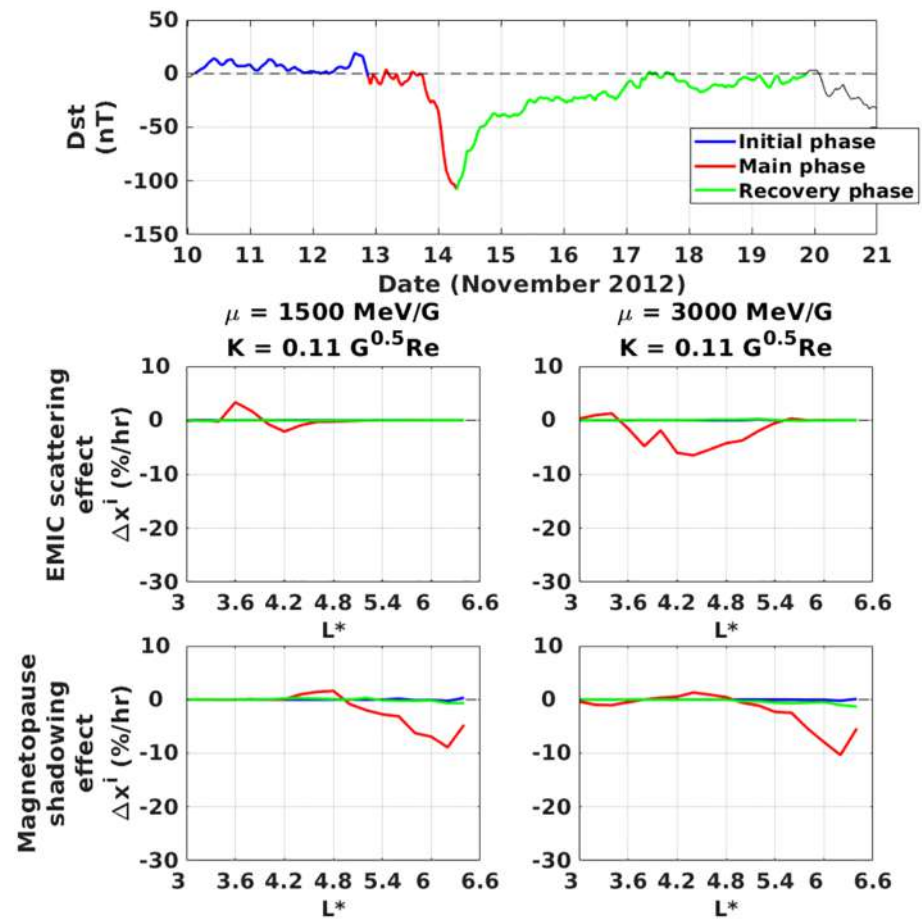 50
0
-50
-100
-150
Dst
(nT)
Initial phase
Main phase
Recovery phase
10 11 12 13 14 15 16 17 18 19 20 21
Date (November 2012)
μ = 1500 MeV/G
K = 0.11 G^0.5Re
μ = 3000 MeV/G
K = 0.11 G^0.5Re
EMIC scattering
effect
Δx^i (%/hr)
10
0
-10
-20
-30
3 3.6 4.2 4.8 5.4 6 6.6
L*
10
0
-10
-20
-30
3 3.6 4.2 4.8 5.4 6 6.6
L*
Magnetopause
shadowing
effect
Δx^i (%/hr)
10
0
-10
-20
-30
3 3.6 4.2 4.8 5.4 6 6.6
L*
10
0
-10
-20
-30
3 3.6 4.2 4.8 5.4 6 6.6
L*